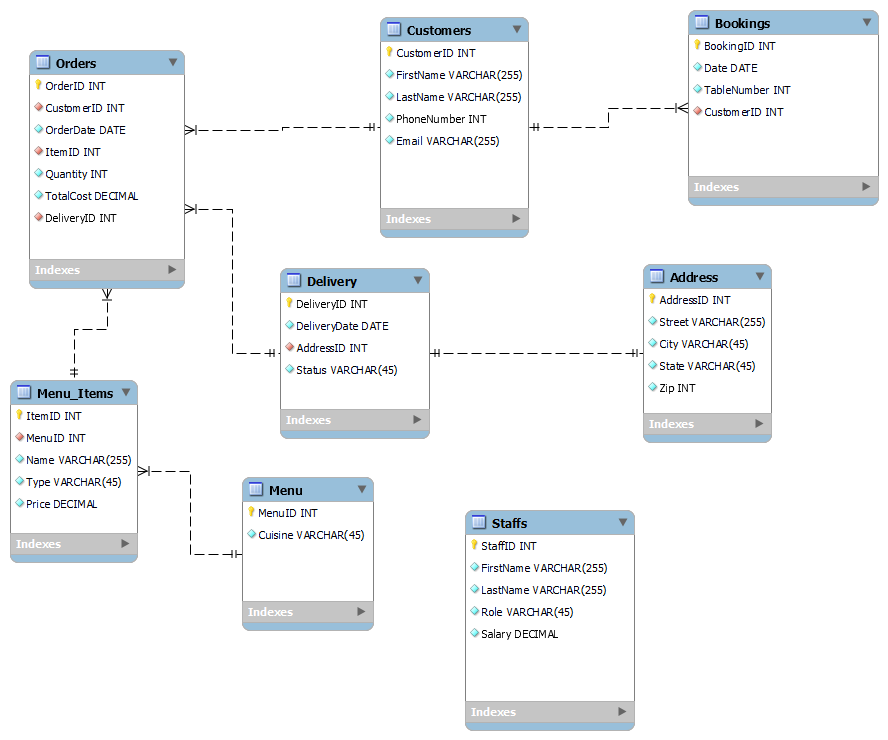 Orders
OrderID INT
CustomerID INT
OrderDate DATE
ItemID INT
Quantity INT
TotalCost DECIMAL
DeliveryID INT
Indexes
Customers
CustomerID INT
FirstName VARCHAR(255)
LastName VARCHAR(255)
PhoneNumber INT
Email VARCHAR(255)
Indexes
Bookings
BookingID INT
Date DATE
TableNumber INT
CustomerID INT
Indexes
Delivery
DeliveryID INT
DeliveryDate DATE
AddressID INT
Status VARCHAR(45)
Indexes
Address
AddressID INT
Street VARCHAR(255)
City VARCHAR(45)
State VARCHAR(45)
Zip INT
Indexes
Menu_Items
ItemID INT
MenuID INT
Name VARCHAR(255)
Type VARCHAR(45)
Price DECIMAL
Indexes
Menu
MenuID INT
Cuisine VARCHAR(45)
Indexes
Staffs
StaffID INT
FirstName VARCHAR(255)
LastName VARCHAR(255)
Role VARCHAR(45)
Salary DECIMAL
Indexes